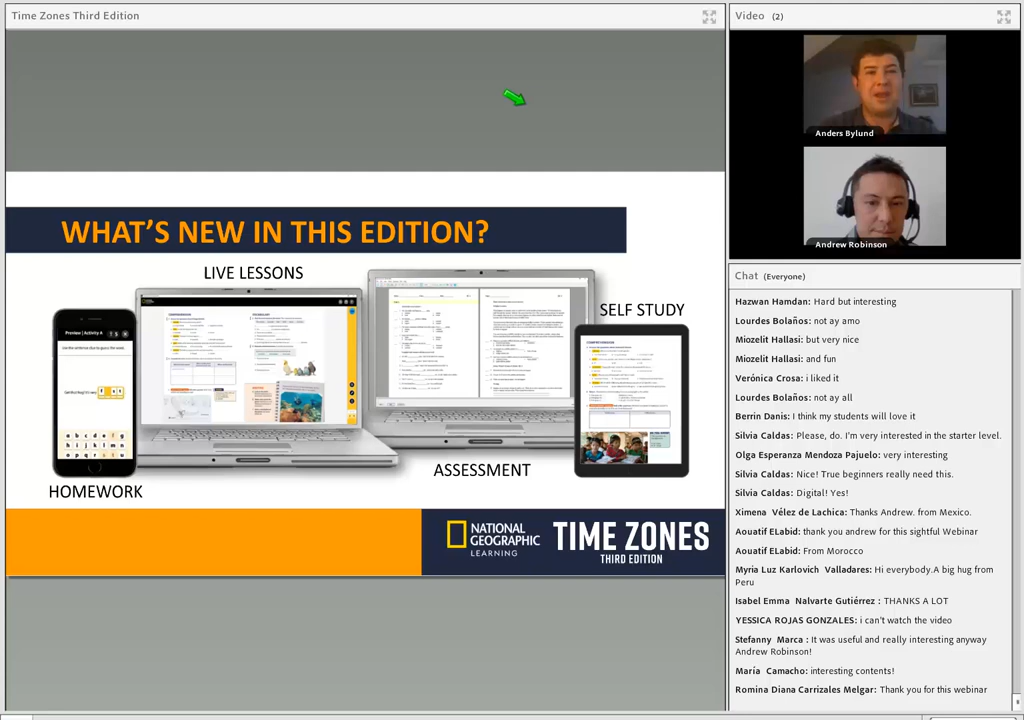 Time Zones Third Edition
WHAT'S NEW IN THIS EDITION?
LIVE LESSONS
SELF STUDY
Preview | Activity A
COMPREHENSION
VOCABULARY
COMPREHENSION
a b c d e f g
ASSESSMENT
HOMEWORK
NATIONAL
GEOGRAPHIC
LEARNING
TIME ZONES
THIRD EDITION
Video (2)
Anders Bylund
Andrew Robinson
Chat (Everyone)
Hazwan Hamdan: Hard but interesting
Lourdes Bolaños: not ay amo
Miozelit Hallasi: but very nice
Miozelit Hallasi: and fun
Verónica Crosa: i liked it
Lourdes Bolaños: not ay all
Berrin Danis: I think my students will love it
Silvia Caldas: Please, do. I'm very interested in the starter level.
Olga Esperanza Mendoza Pajuelo: very interesting
Silvia Caldas: Nice! True beginners really need this.
Silvia Caldas: Digital! Yes!
Ximena Vélez de Lachica: Thanks Andrew. from Mexico.
Aouatif ELabid: thank you andrew for this sightful Webinar
Aouatif ELabid: From Morocco
Myria Luz Karlovich Valladares: Hi everybody.A big hug from
Peru
Isabel Emma Nalvarte Gutiérrez : THANKS A LOT
YESSICA ROJAS GONZALES: i can't watch the video
Stefanny Marca : It was useful and really interesting anyway
Andrew Robinson!
María Camacho: interesting contents!
Romina Diana Carrizales Melgar: Thank you for this webinar